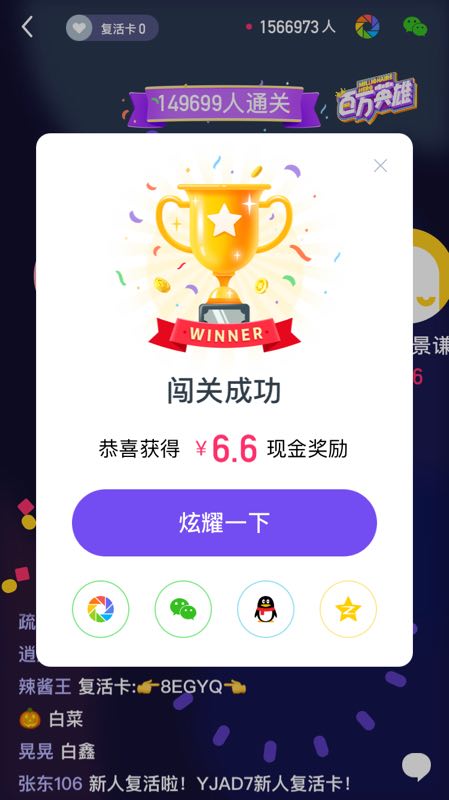 复活卡 0
1566973 人
149699人通关
MILLIONAIRE HERO
百万英雄
WINNER
景谦
6
闯关成功
恭喜获得 ¥6.6 现金奖励
炫耀一下
疏
逍
辣酱王 复活卡:👉8EGYQ👈
🎃 白菜
晃晃 白鑫
张东106 新人复活啦！YJAD7新人复活卡！